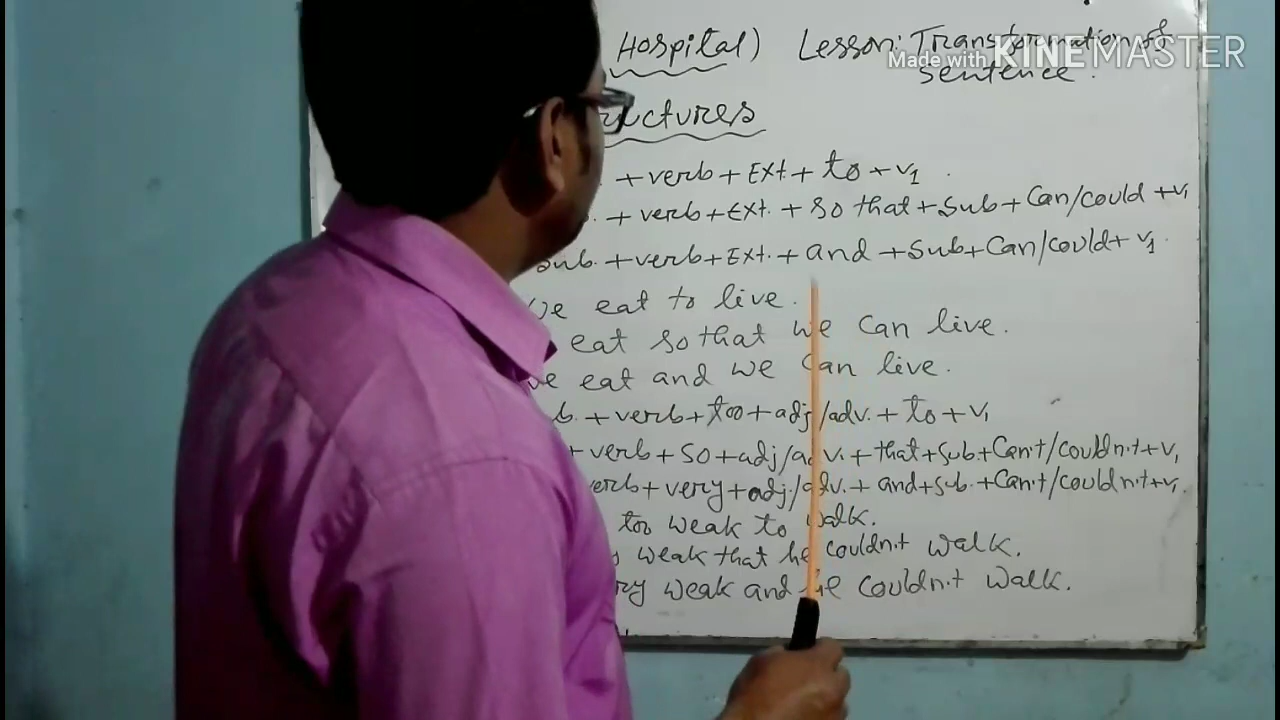 Hospital) Lesson: Transformation of
sentence.
Made with KINEMASTER
uctures
+ verb + Ext. + to + v1.
+ verb + Ext. + so that + sub + Can/could + v1
sub. + verb + Ext. + and + sub + Can/could + v1.
we eat to live.
eat so that we can live.
we eat and we can live.
b. + verb + too + adj/adv. + to + v1
+ verb + so + adj/adv. + that + sub + Can't/couldn't + v1
verb + very + adj./adv. + and + sub. + Can't/couldn't + v1
too weak to walk.
weak that he couldn't walk.
ry weak and he couldn't walk.